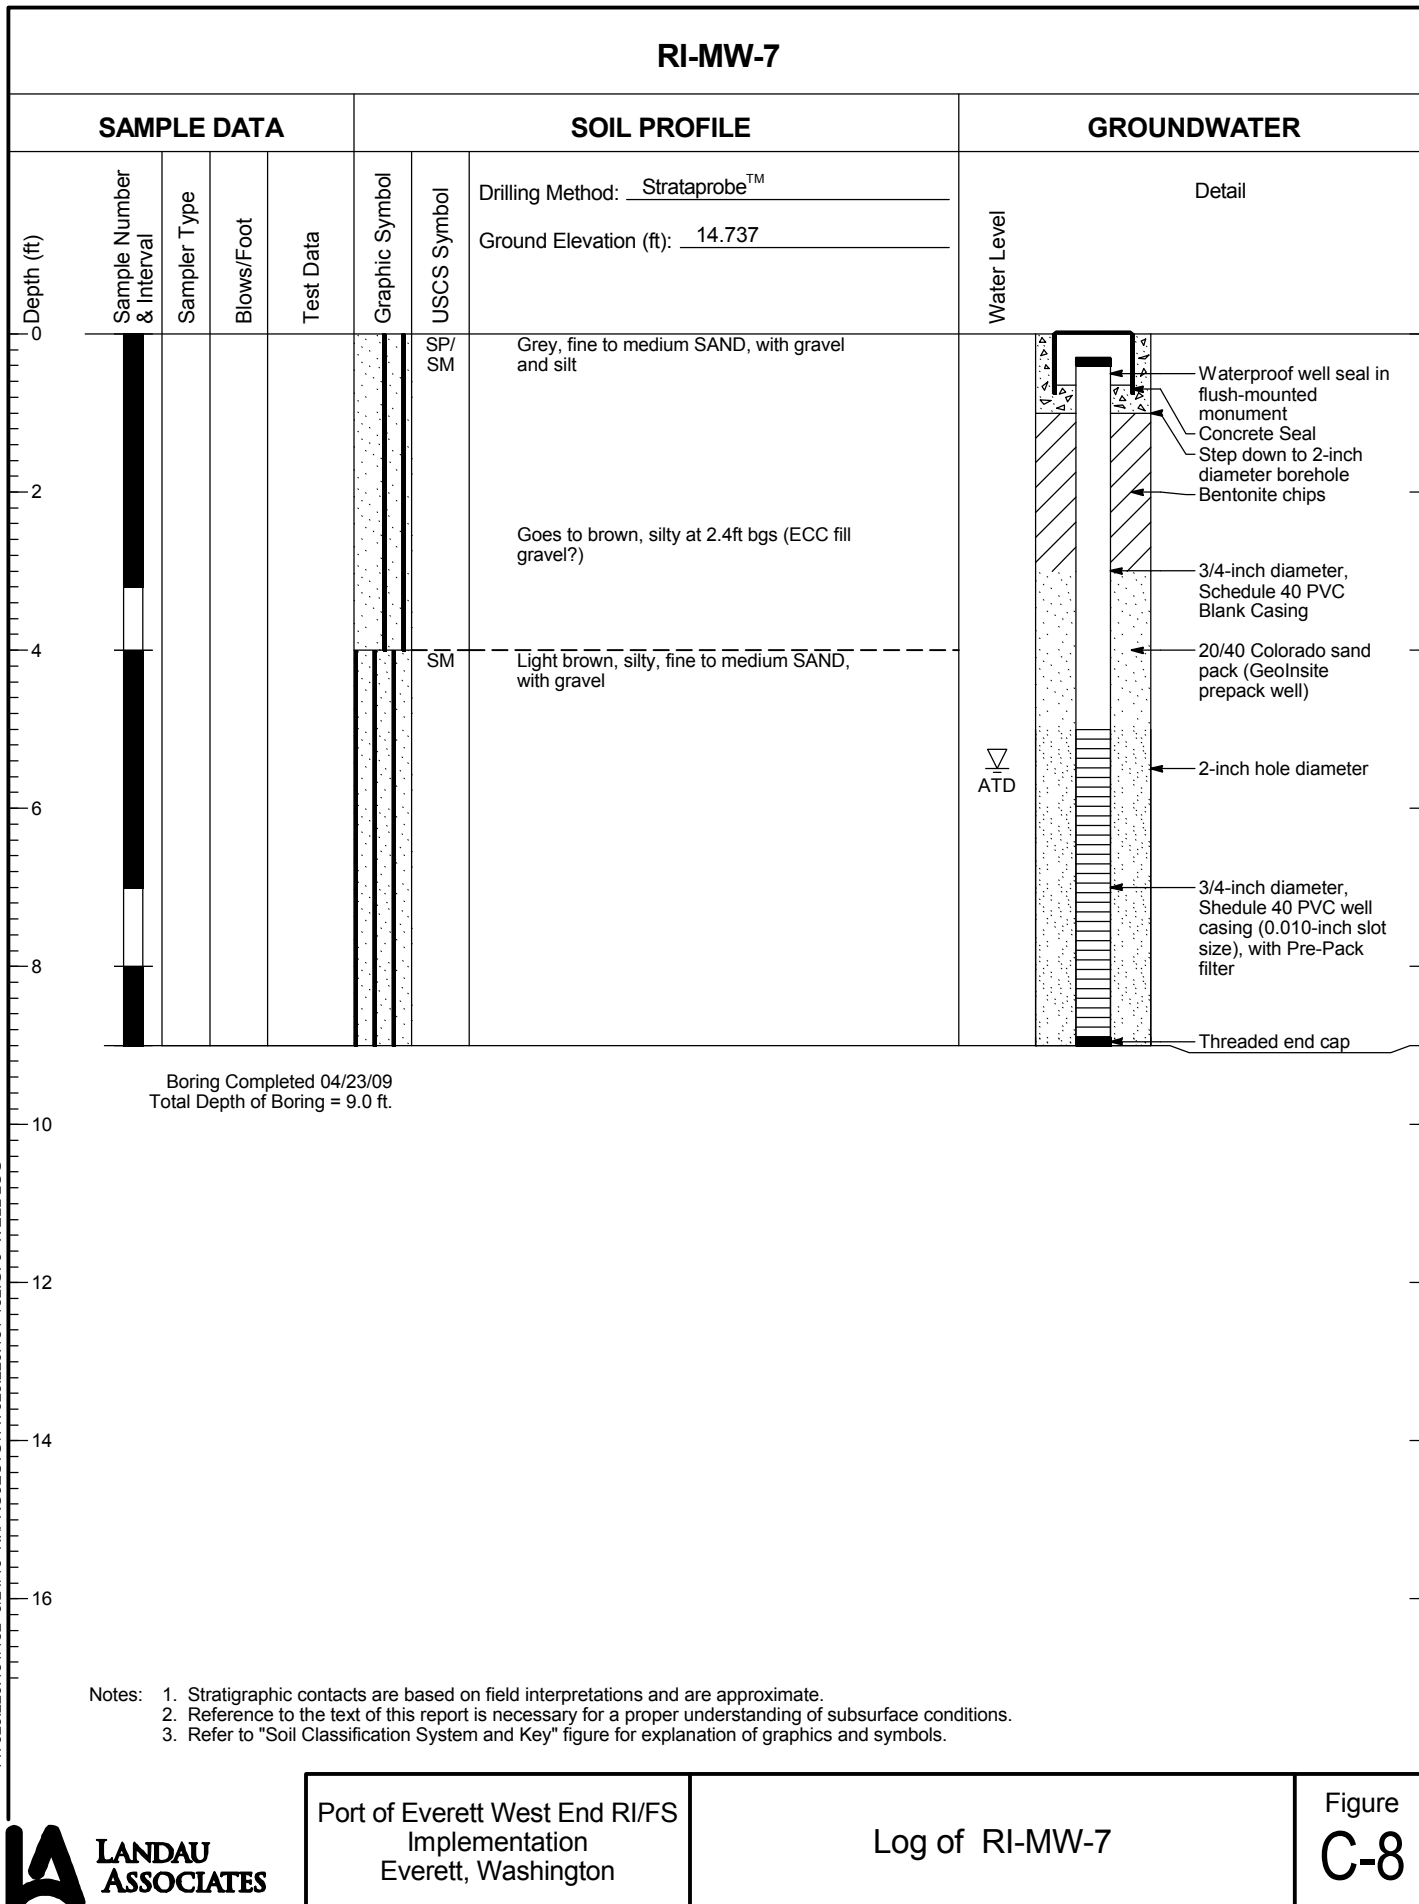 RI-MW-7
SAMPLE DATA
SOIL PROFILE
GROUNDWATER
Depth (ft)
Sample Number
& Interval
Sampler Type
Blows/Foot
Test Data
Graphic Symbol
USCS Symbol
Drilling Method: Strataprobe™
Ground Elevation (ft): 14.737
Water Level
Detail
0
2
4
6
8
10
12
14
16
SP/
SM
Grey, fine to medium SAND, with gravel
and silt
Goes to brown, silty at 2.4ft bgs (ECC fill
gravel?)
SM
Light brown, silty, fine to medium SAND,
with gravel
ATD
Waterproof well seal in
flush-mounted
monument
Concrete Seal
Step down to 2-inch
diameter borehole
Bentonite chips
3/4-inch diameter,
Schedule 40 PVC
Blank Casing
20/40 Colorado sand
pack (GeoInsite
prepack well)
2-inch hole diameter
3/4-inch diameter,
Shedule 40 PVC well
casing (0.010-inch slot
size), with Pre-Pack
filter
Threaded end cap
Boring Completed 04/23/09
Total Depth of Boring = 9.0 ft.
Notes: 1. Stratigraphic contacts are based on field interpretations and are approximate.
2. Reference to the text of this report is necessary for a proper understanding of subsurface conditions.
3. Refer to "Soil Classification System and Key" figure for explanation of graphics and symbols.
LANDAU
ASSOCIATES
Port of Everett West End RI/FS
Implementation
Everett, Washington
Log of RI-MW-7
Figure
C-8